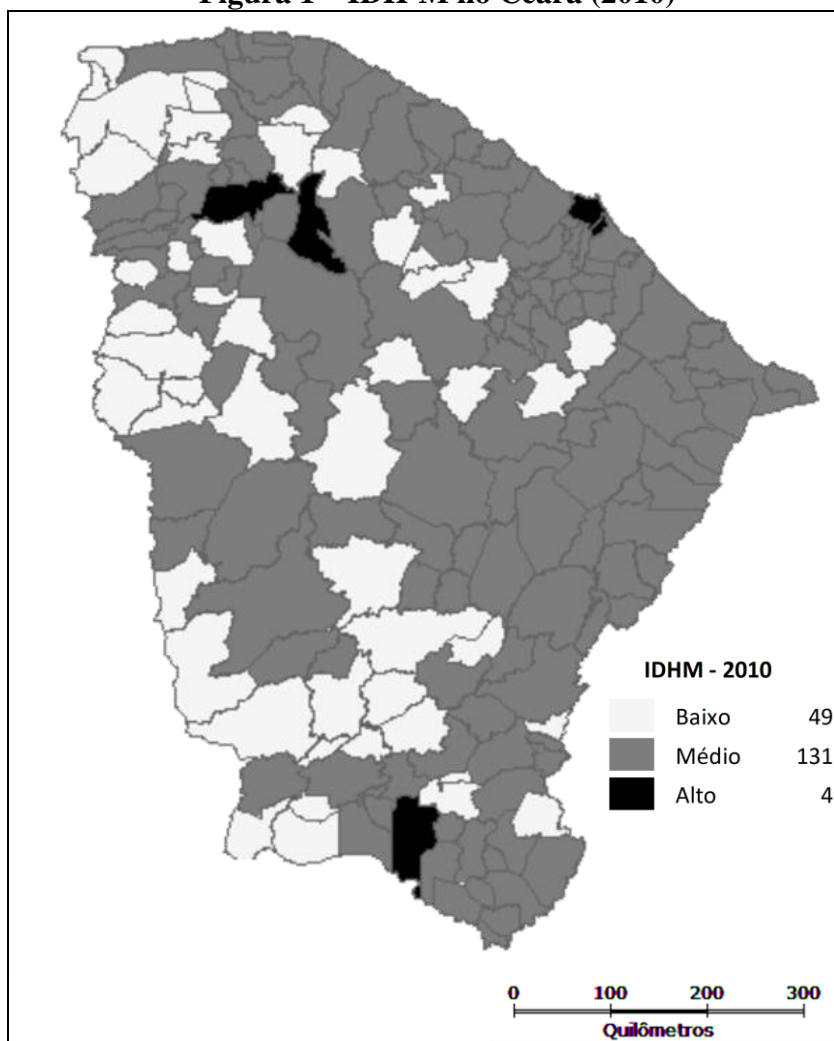 Figura 1 – IDHM no Ceará (2010)
IDHM - 2010
Baixo 49
Médio 131
Alto 4
0 100 200 300
Quilômetros